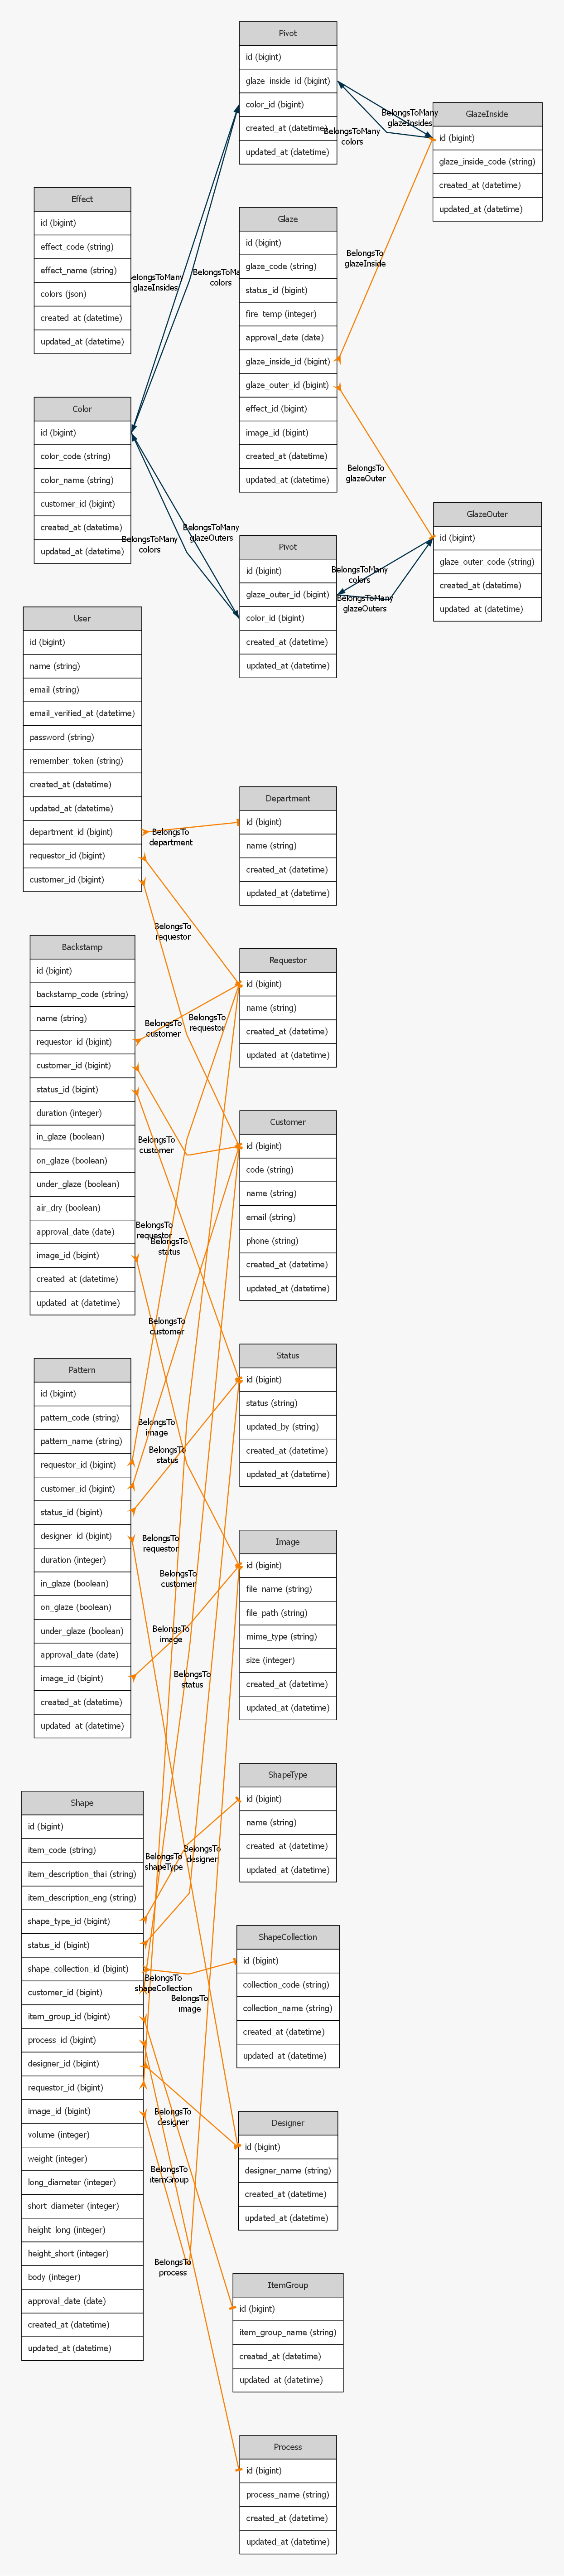 Pivot
id (bigint)
glaze_inside_id (bigint)
color_id (bigint)
created_at (datetime)
updated_at (datetime)
BelongsToMany
glazeInsides
BelongsToMany
colors
GlazeInside
id (bigint)
glaze_inside_code (string)
created_at (datetime)
updated_at (datetime)
Effect
id (bigint)
effect_code (string)
effect_name (string)
colors (json)
created_at (datetime)
updated_at (datetime)
BelongsToMany
glazeInsides
BelongsToMa
colors
Glaze
id (bigint)
glaze_code (string)
status_id (bigint)
fire_temp (integer)
approval_date (date)
glaze_inside_id (bigint)
glaze_outer_id (bigint)
effect_id (bigint)
image_id (bigint)
created_at (datetime)
updated_at (datetime)
BelongsTo
glazeInside
BelongsTo
glazeOuter
Color
id (bigint)
color_code (string)
color_name (string)
customer_id (bigint)
created_at (datetime)
updated_at (datetime)
BelongsToMany
glazeOuters
BelongsToMany
colors
GlazeOuter
id (bigint)
glaze_outer_code (string)
created_at (datetime)
updated_at (datetime)
Pivot
id (bigint)
glaze_outer_id (bigint)
color_id (bigint)
created_at (datetime)
updated_at (datetime)
BelongsToMany
colors
BelongsToMany
glazeOuters
User
id (bigint)
name (string)
email (string)
email_verified_at (datetime)
password (string)
remember_token (string)
created_at (datetime)
updated_at (datetime)
department_id (bigint)
requestor_id (bigint)
customer_id (bigint)
BelongsTo
department
Department
id (bigint)
name (string)
created_at (datetime)
updated_at (datetime)
BelongsTo
requestor
Backstamp
id (bigint)
backstamp_code (string)
name (string)
requestor_id (bigint)
customer_id (bigint)
status_id (bigint)
duration (integer)
in_glaze (boolean)
on_glaze (boolean)
under_glaze (boolean)
air_dry (boolean)
approval_date (date)
image_id (bigint)
created_at (datetime)
updated_at (datetime)
BelongsTo
customer
BelongsTo
requestor
BelongsTo
customer
BelongsTo
requestor
BelongsTo
status
BelongsTo
customer
Requestor
id (bigint)
name (string)
created_at (datetime)
updated_at (datetime)
Customer
id (bigint)
code (string)
name (string)
email (string)
phone (string)
created_at (datetime)
updated_at (datetime)
Status
id (bigint)
status (string)
updated_by (string)
created_at (datetime)
updated_at (datetime)
Pattern
id (bigint)
pattern_code (string)
pattern_name (string)
requestor_id (bigint)
customer_id (bigint)
status_id (bigint)
designer_id (bigint)
duration (integer)
in_glaze (boolean)
on_glaze (boolean)
under_glaze (boolean)
approval_date (date)
image_id (bigint)
created_at (datetime)
updated_at (datetime)
BelongsTo
image
BelongsTo
status
BelongsTo
requestor
BelongsTo
customer
BelongsTo
image
BelongsTo
status
Image
id (bigint)
file_name (string)
file_path (string)
mime_type (string)
size (integer)
created_at (datetime)
updated_at (datetime)
ShapeType
id (bigint)
name (string)
created_at (datetime)
updated_at (datetime)
Shape
id (bigint)
item_code (string)
item_description_thai (string)
item_description_eng (string)
shape_type_id (bigint)
status_id (bigint)
shape_collection_id (bigint)
customer_id (bigint)
item_group_id (bigint)
process_id (bigint)
designer_id (bigint)
requestor_id (bigint)
image_id (bigint)
volume (integer)
weight (integer)
long_diameter (integer)
short_diameter (integer)
height_long (integer)
height_short (integer)
body (integer)
approval_date (date)
created_at (datetime)
updated_at (datetime)
BelongsTo
designer
BelongsTo
shapeType
BelongsTo
shapeCollection
BelongsTo
image
BelongsTo
designer
BelongsTo
itemGroup
BelongsTo
process
ShapeCollection
id (bigint)
collection_code (string)
collection_name (string)
created_at (datetime)
updated_at (datetime)
Designer
id (bigint)
designer_name (string)
created_at (datetime)
updated_at (datetime)
ItemGroup
id (bigint)
item_group_name (string)
created_at (datetime)
updated_at (datetime)
Process
id (bigint)
process_name (string)
created_at (datetime)
updated_at (datetime)